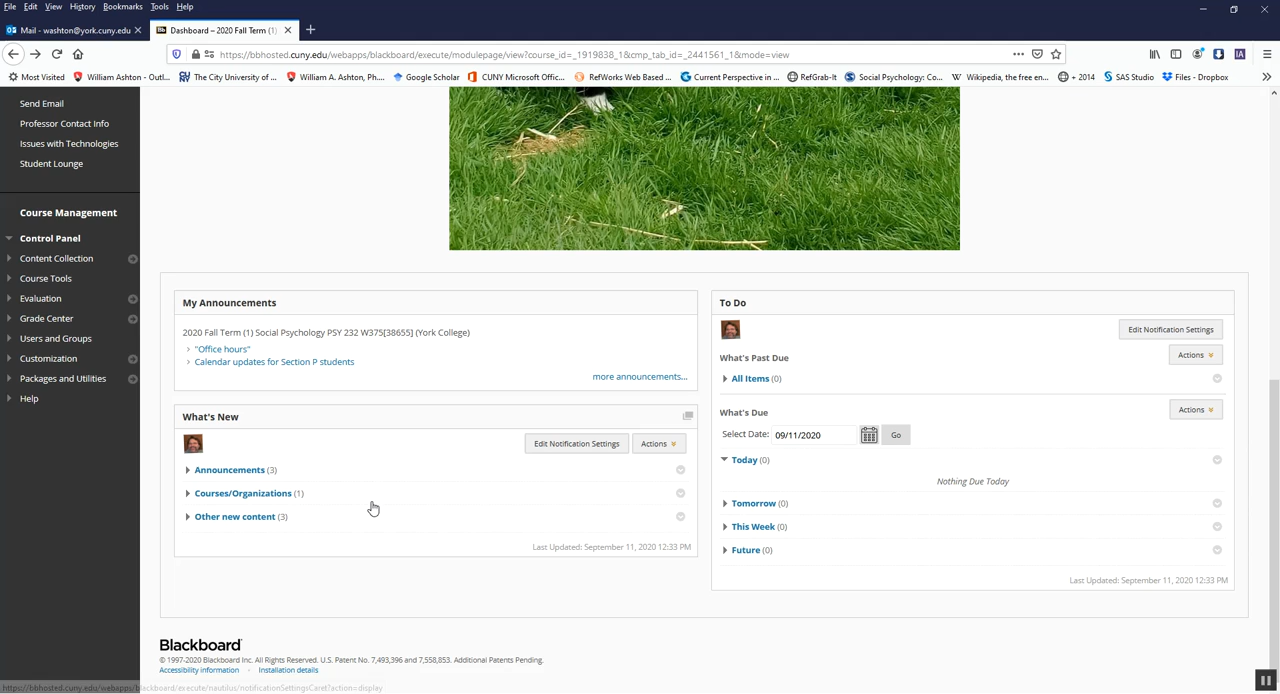 File Edit View History Bookmarks Tools Help
Mail - washton@york.cuny.edu
Dashboard – 2020 Fall Term (1)
https://bbhosted.cuny.edu/webapps/blackboard/execute/modulepage/view?course_id=_1919838_1&cmp_tab_id=_2441561_1&mode=view
Most Visited William Ashton - Outl... The City University of ... William A. Ashton, Ph.... Google Scholar CUNY Microsoft Offic... RefWorks Web Based ... Current Perspective in ... RefGrab-It Social Psychology: Co... Wikipedia, the free en... + 2014 SAS Studio Files - Dropbox
Send Email
Professor Contact Info
Issues with Technologies
Student Lounge
Course Management
Control Panel
Content Collection
Course Tools
Evaluation
Grade Center
Users and Groups
Customization
Packages and Utilities
Help
My Announcements
2020 Fall Term (1) Social Psychology PSY 232 W375[38655] (York College)
"Office hours"
Calendar updates for Section P students
more announcements...
What's New
Edit Notification Settings Actions
Announcements (3)
Courses/Organizations (1)
Other new content (3)
Last Updated: September 11, 2020 12:33 PM
To Do
Edit Notification Settings
What's Past Due
Actions
All Items (0)
What's Due
Actions
Select Date: 09/11/2020 Go
Today (0)
Nothing Due Today
Tomorrow (0)
This Week (0)
Future (0)
Last Updated: September 11, 2020 12:33 PM
Blackboard
© 1997-2020 Blackboard Inc. All Rights Reserved. U.S. Patent No. 7,493,396 and 7,558,853. Additional Patents Pending.
Accessibility information Installation details
https://bbhosted.cuny.edu/webapps/blackboard/execute/nautilus/notificationSettingsCaret?action=display